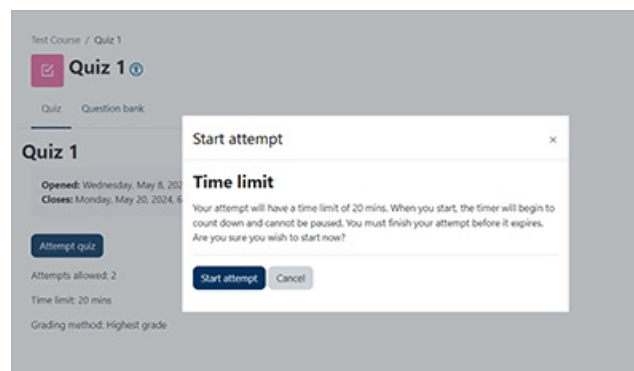 Test Course / Quiz 1
Quiz 1
Quiz Question bank
Quiz 1
Opened: Wednesday, May 8, 202
Closes: Monday, May 20, 2024, 6
Attempt quiz
Attempts allowed: 2
Time limit: 20 mins
Grading method: Highest grade
Start attempt ×
Time limit
Your attempt will have a time limit of 20 mins. When you start, the timer will begin to
count down and cannot be paused. You must finish your attempt before it expires.
Are you sure you wish to start now?
Start attempt Cancel